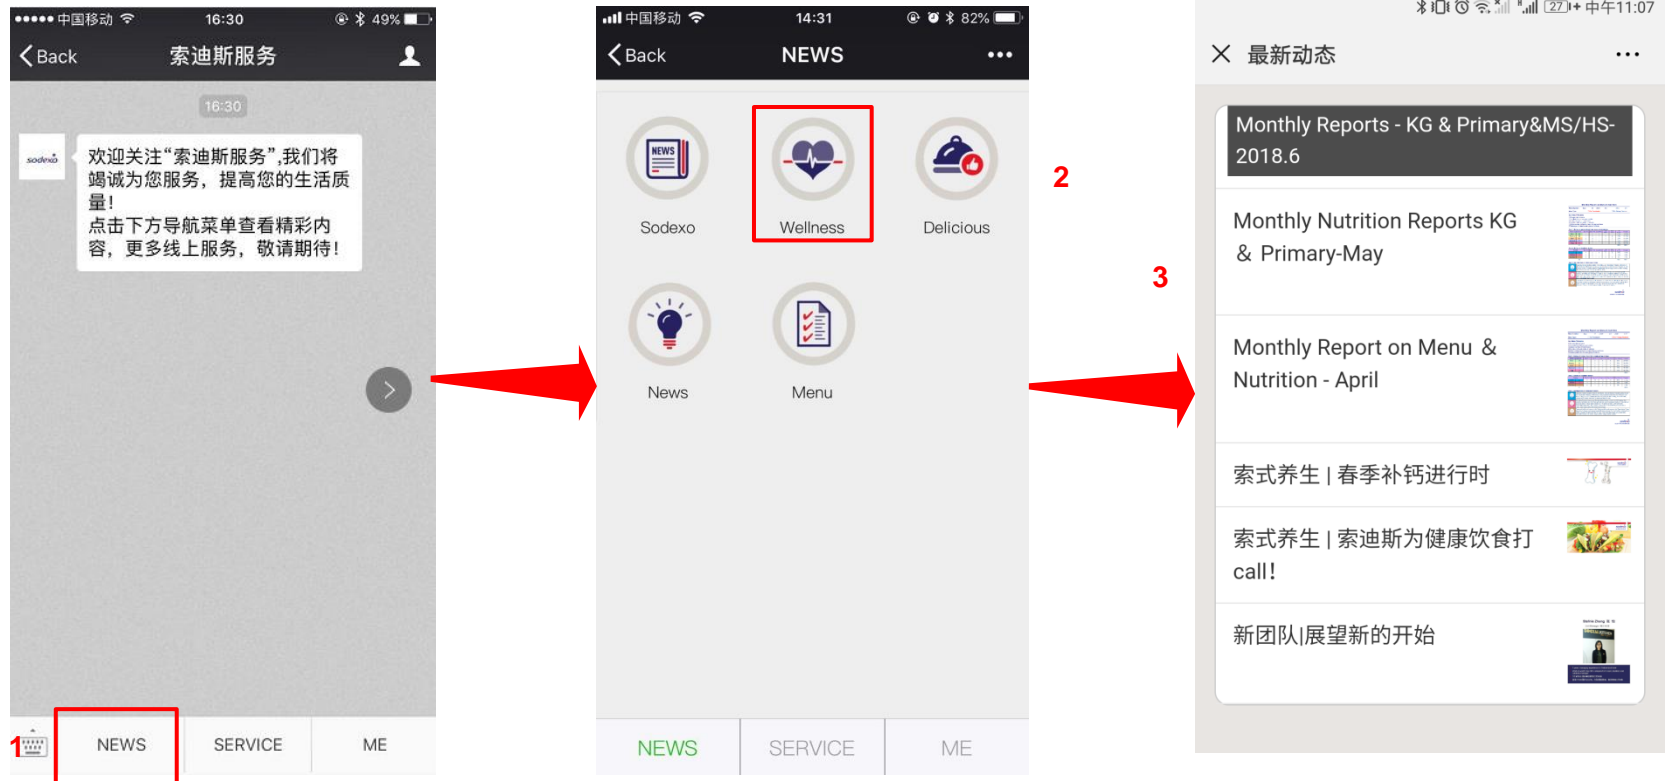 中国移动 16:30 49%
Back 索迪斯服务
16:30
sodexo
欢迎关注“索迪斯服务”,我们将
竭诚为您服务，提高您的生活质
量！
点击下方导航菜单查看精彩内
容，更多线上服务，敬请期待！
1
NEWS SERVICE ME
中国移动 14:31 82%
Back NEWS
NEWS
Sodexo Wellness Delicious
News Menu
NEWS SERVICE ME
2
3
27 中午11:07
最新动态
Monthly Reports - KG & Primary&MS/HS-
2018.6
Monthly Nutrition Reports KG
＆ Primary-May
Monthly Report on Menu ＆
Nutrition - April
索式养生 | 春季补钙进行时
索式养生 | 索迪斯为健康饮食打
call！
新团队|展望新的开始